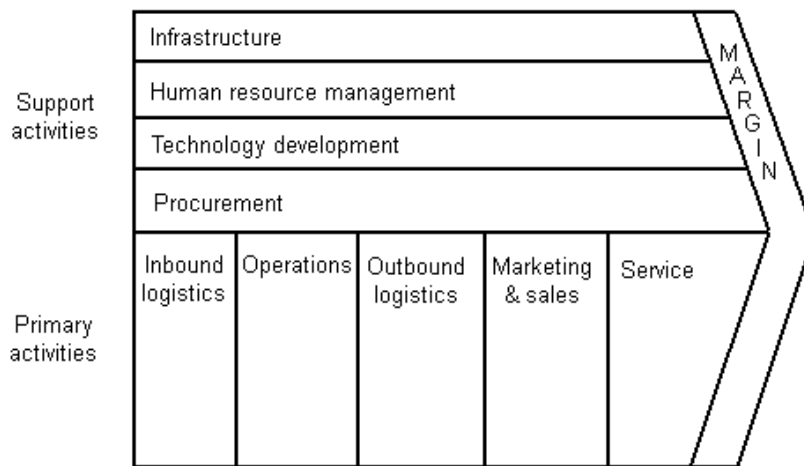 Support
activities
Infrastructure
Human resource management
Technology development
Procurement
MARGIN
Primary
activities
Inbound
logistics
Operations
Outbound
logistics
Marketing
& sales
Service